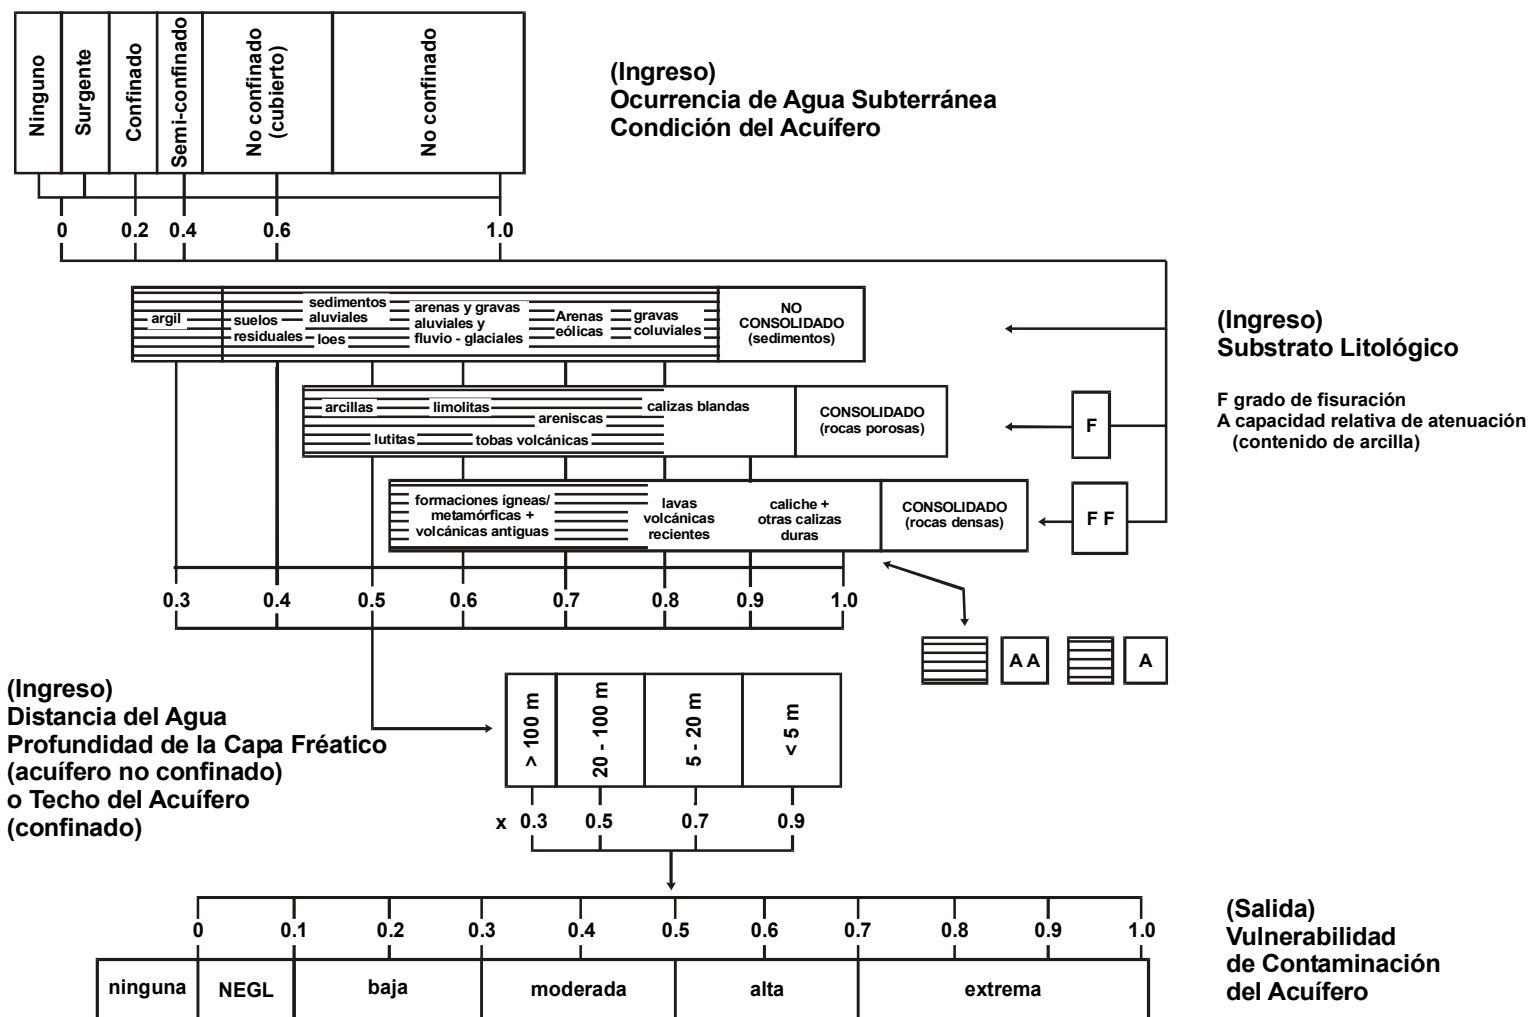 Ninguno
Surgente
Confinado
Semi-confinado
No confinado
(cubierto)
No confinado
(Ingreso)
Ocurrencia de Agua Subterránea
Condición del Acuífero
0 0.2 0.4 0.6 1.0
argil
suelos
residuales
sedimentos
aluviales
loes
arenas y gravas
aluviales y
fluvio - glaciales
Arenas
eólicas
gravas
coluviales
NO
CONSOLIDADO
(sedimentos)
(Ingreso)
Substrato Litológico
F grado de fisuración
A capacidad relativa de atenuación
(contenido de arcilla)
arcillas
limolitas
areniscas
calizas blandas
lutitas
tobas volcánicas
CONSOLIDADO
(rocas porosas)
F
formaciones ígneas/
metamórficas +
volcánicas antiguas
lavas
volcánicas
recientes
caliche +
otras calizas
duras
CONSOLIDADO
(rocas densas)
F F
0.3 0.4 0.5 0.6 0.7 0.8 0.9 1.0
A A
A
(Ingreso)
Distancia del Agua
Profundidad de la Capa Fréatico
(acuífero no confinado)
o Techo del Acuífero
(confinado)
> 100 m
20 - 100 m
5 - 20 m
< 5 m
x 0.3 0.5 0.7 0.9
0 0.1 0.2 0.3 0.4 0.5 0.6 0.7 0.8 0.9 1.0
ninguna NEGL baja moderada alta extrema
(Salida)
Vulnerabilidad
de Contaminación
del Acuífero